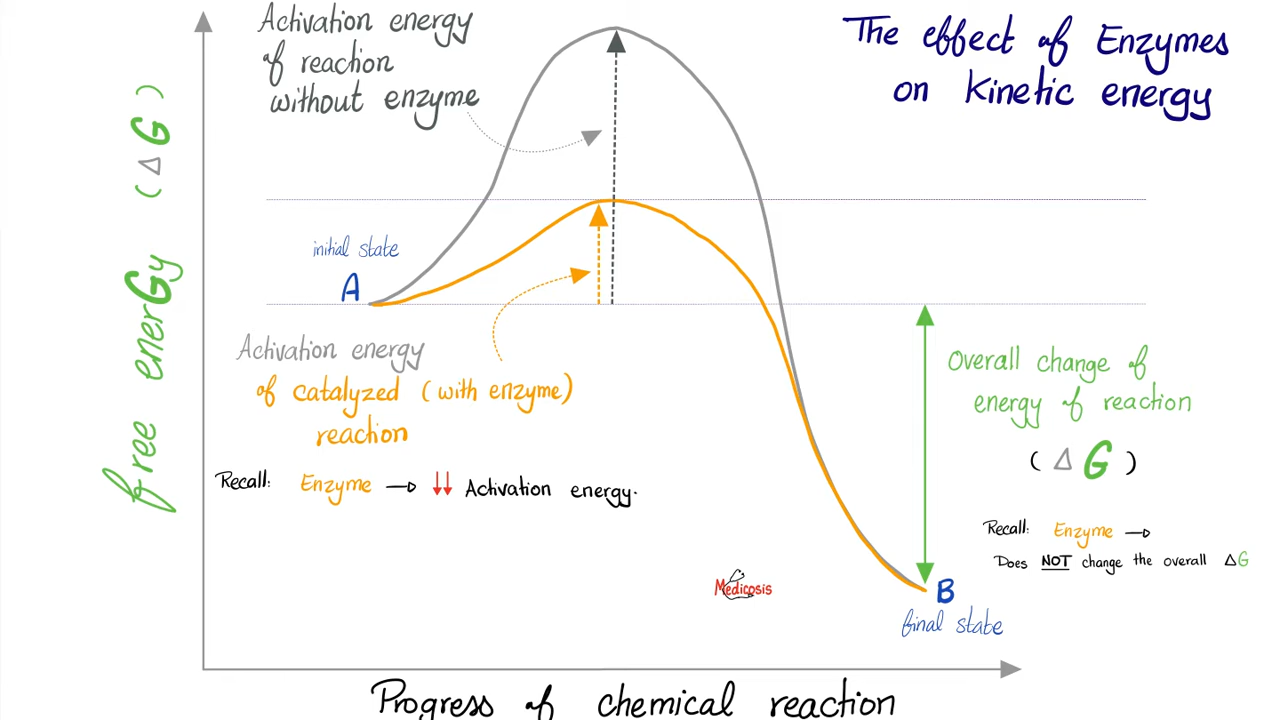 Activation energy
of reaction
without enzyme
The effect of Enzymes
on Kinetic energy
free enerGy (Δ G)
initial state
A
Activation energy
of catalyzed (with enzyme)
reaction
Recall: Enzyme → ↓↓ Activation energy.
Overall change of
energy of reaction
(Δ G)
Recall: Enzyme →
Does NOT change the overall ΔG
Medicosis
B
final state
Progress of chemical reaction